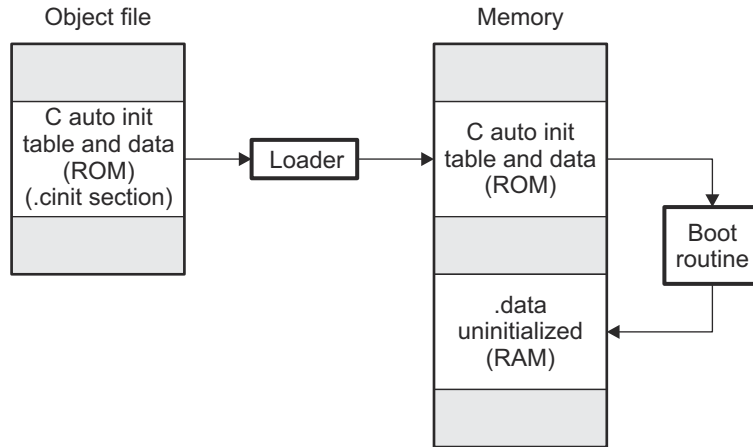 Object file
Memory
C auto init
table and data
(ROM)
(.cinit section)
Loader
C auto init
table and data
(ROM)
Boot
routine
.data
uninitialized
(RAM)